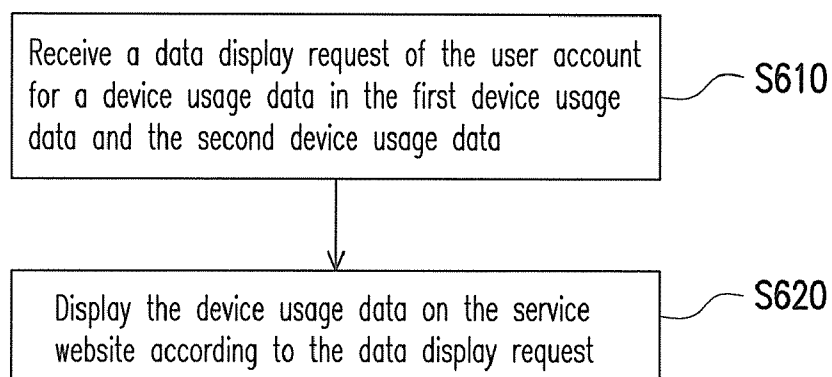 Receive a data display request of the user account
for a device usage data in the first device usage
data and the second device usage data
S610
Display the device usage data on the service
website according to the data display request
S620